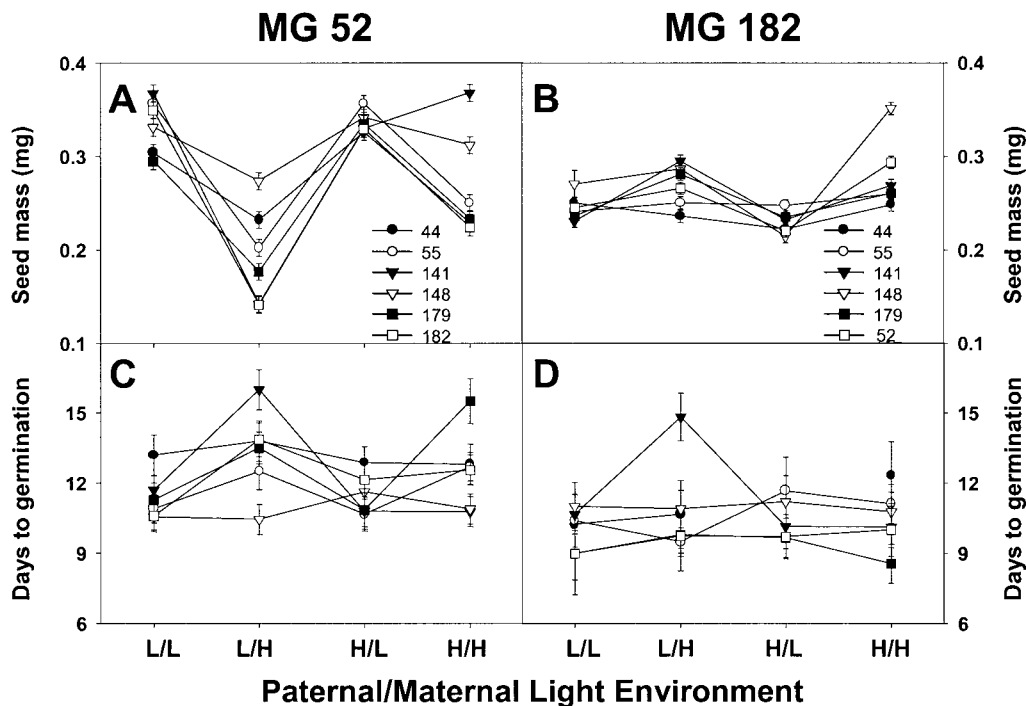 MG 52
MG 182
A
B
C
D
Seed mass (mg)
0.4
0.3
0.2
0.1
44
55
141
148
179
182
Seed mass (mg)
0.4
0.3
0.2
0.1
44
55
141
148
179
52
Days to germination
15
12
9
6
Days to germination
15
12
9
6
L/L L/H H/L H/H
L/L L/H H/L H/H
Paternal/Maternal Light Environment